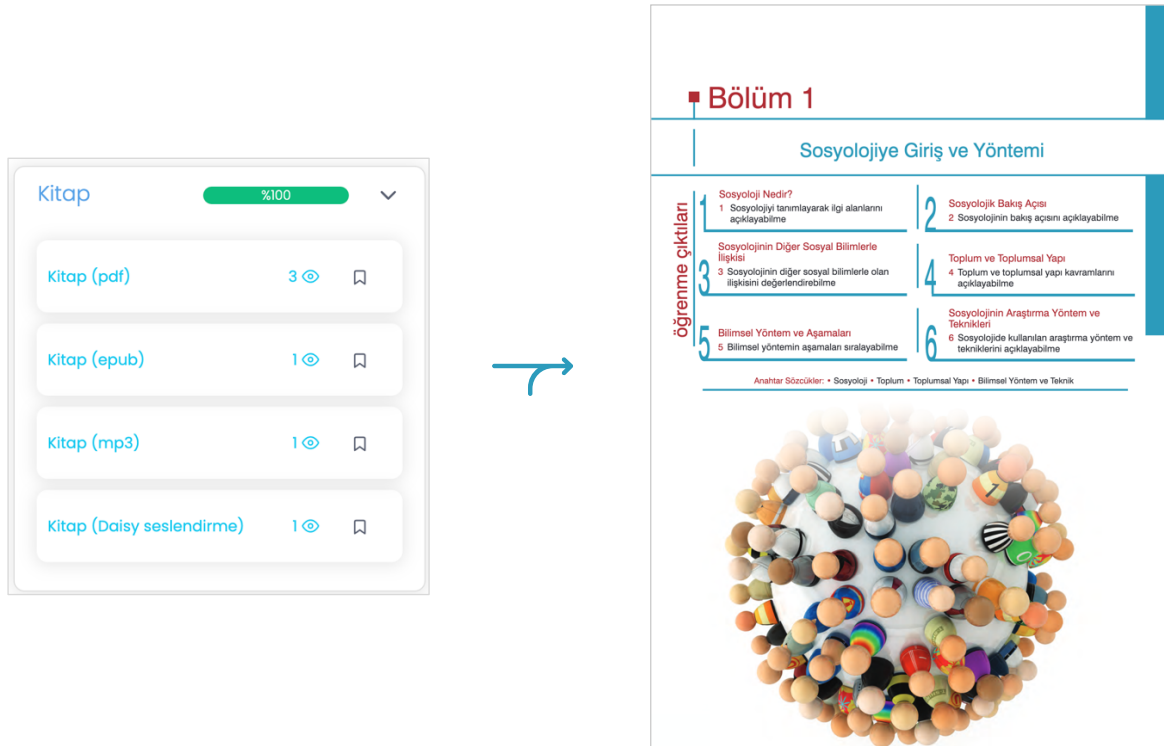 Kitap
%100
Kitap (pdf)
3
Kitap (epub)
1
Kitap (mp3)
1
Kitap (Daisy seslendirme)
1
Bölüm 1
Sosyolojiye Giriş ve Yöntemi
öğrenme çıktıları
1
Sosyoloji Nedir?
1 Sosyolojiyi tanımlayarak ilgi alanlarını
açıklayabilme
2
Sosyolojik Bakış Açısı
2 Sosyolojinin bakış açısını açıklayabilme
3
Sosyolojinin Diğer Sosyal Bilimlerle
İlişkisi
3 Sosyolojinin diğer sosyal bilimlerle olan
ilişkisini değerlendirebilme
4
Toplum ve Toplumsal Yapı
4 Toplum ve toplumsal yapı kavramlarını
açıklayabilme
5
Bilimsel Yöntem ve Aşamaları
5 Bilimsel yöntemin aşamaları sıralayabilme
6
Sosyolojinin Araştırma Yöntem ve
Teknikleri
6 Sosyolojide kullanılan araştırma yöntem ve
tekniklerini açıklayabilme
Anahtar Sözcükler: • Sosyoloji • Toplum • Toplumsal Yapı • Bilimsel Yöntem ve Teknik